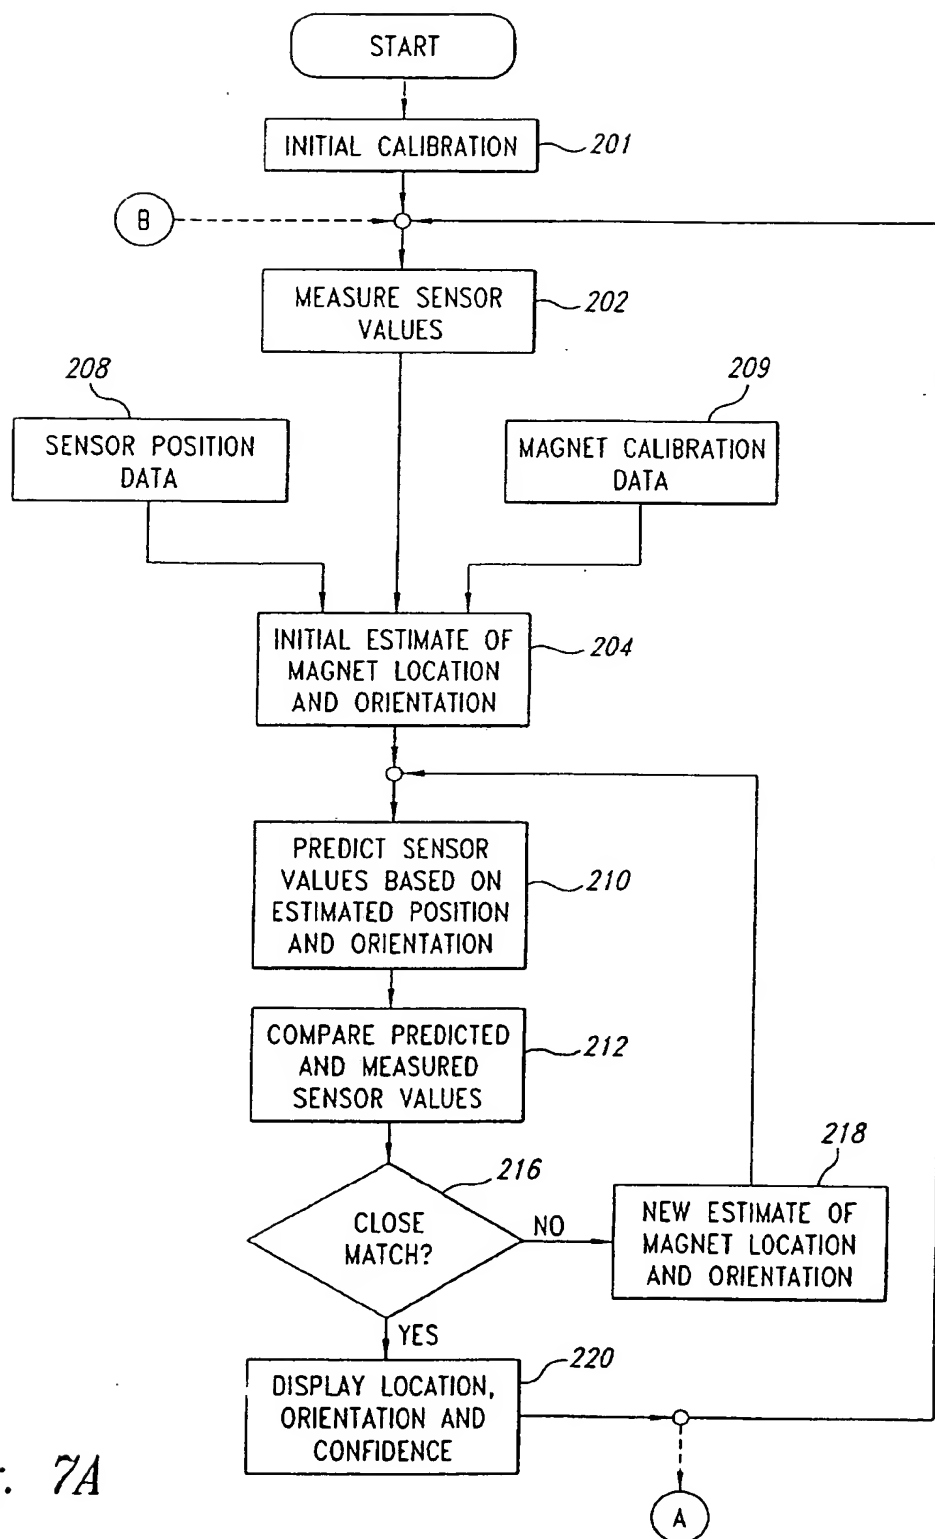 START
INITIAL CALIBRATION
201
B
MEASURE SENSOR
VALUES
202
208
209
SENSOR POSITION
DATA
MAGNET CALIBRATION
DATA
INITIAL ESTIMATE OF
MAGNET LOCATION
AND ORIENTATION
204
PREDICT SENSOR
VALUES BASED ON
ESTIMATED POSITION
AND ORIENTATION
210
COMPARE PREDICTED
AND MEASURED
SENSOR VALUES
212
216
218
CLOSE
MATCH?
NO
NEW ESTIMATE OF
MAGNET LOCATION
AND ORIENTATION
YES
220
DISPLAY LOCATION,
ORIENTATION AND
CONFIDENCE
7A
A